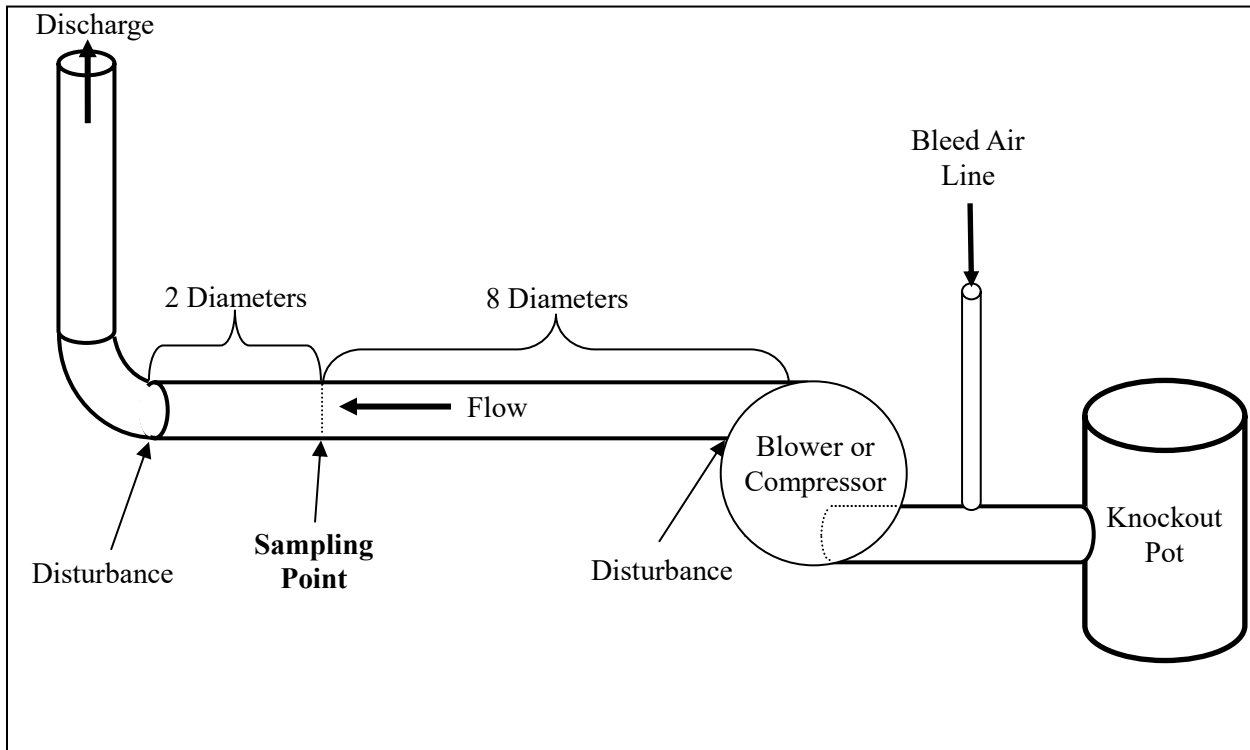 Discharge
Bleed Air
Line
2 Diameters
8 Diameters
Flow
Blower or
Compressor
Knockout
Pot
Sampling
Point
Disturbance
Disturbance